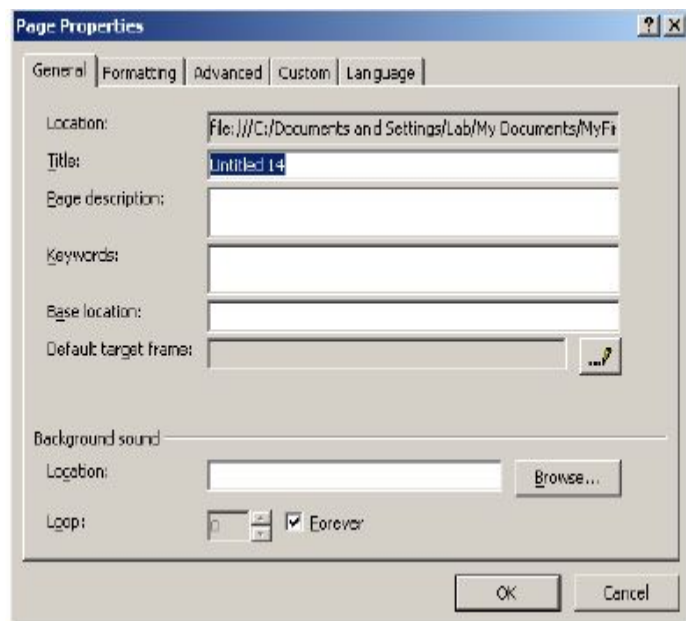 Page Properties
General Formatting Advanced Custom Language
Location: file:///C:/Documents and Settings/Lab/My Documents/MyFir
Title: Untitled 14
Page description:
Keywords:
Base location:
Default target frame:
Background sound
Location: Browse...
Loop: 0 Forever
OK Cancel